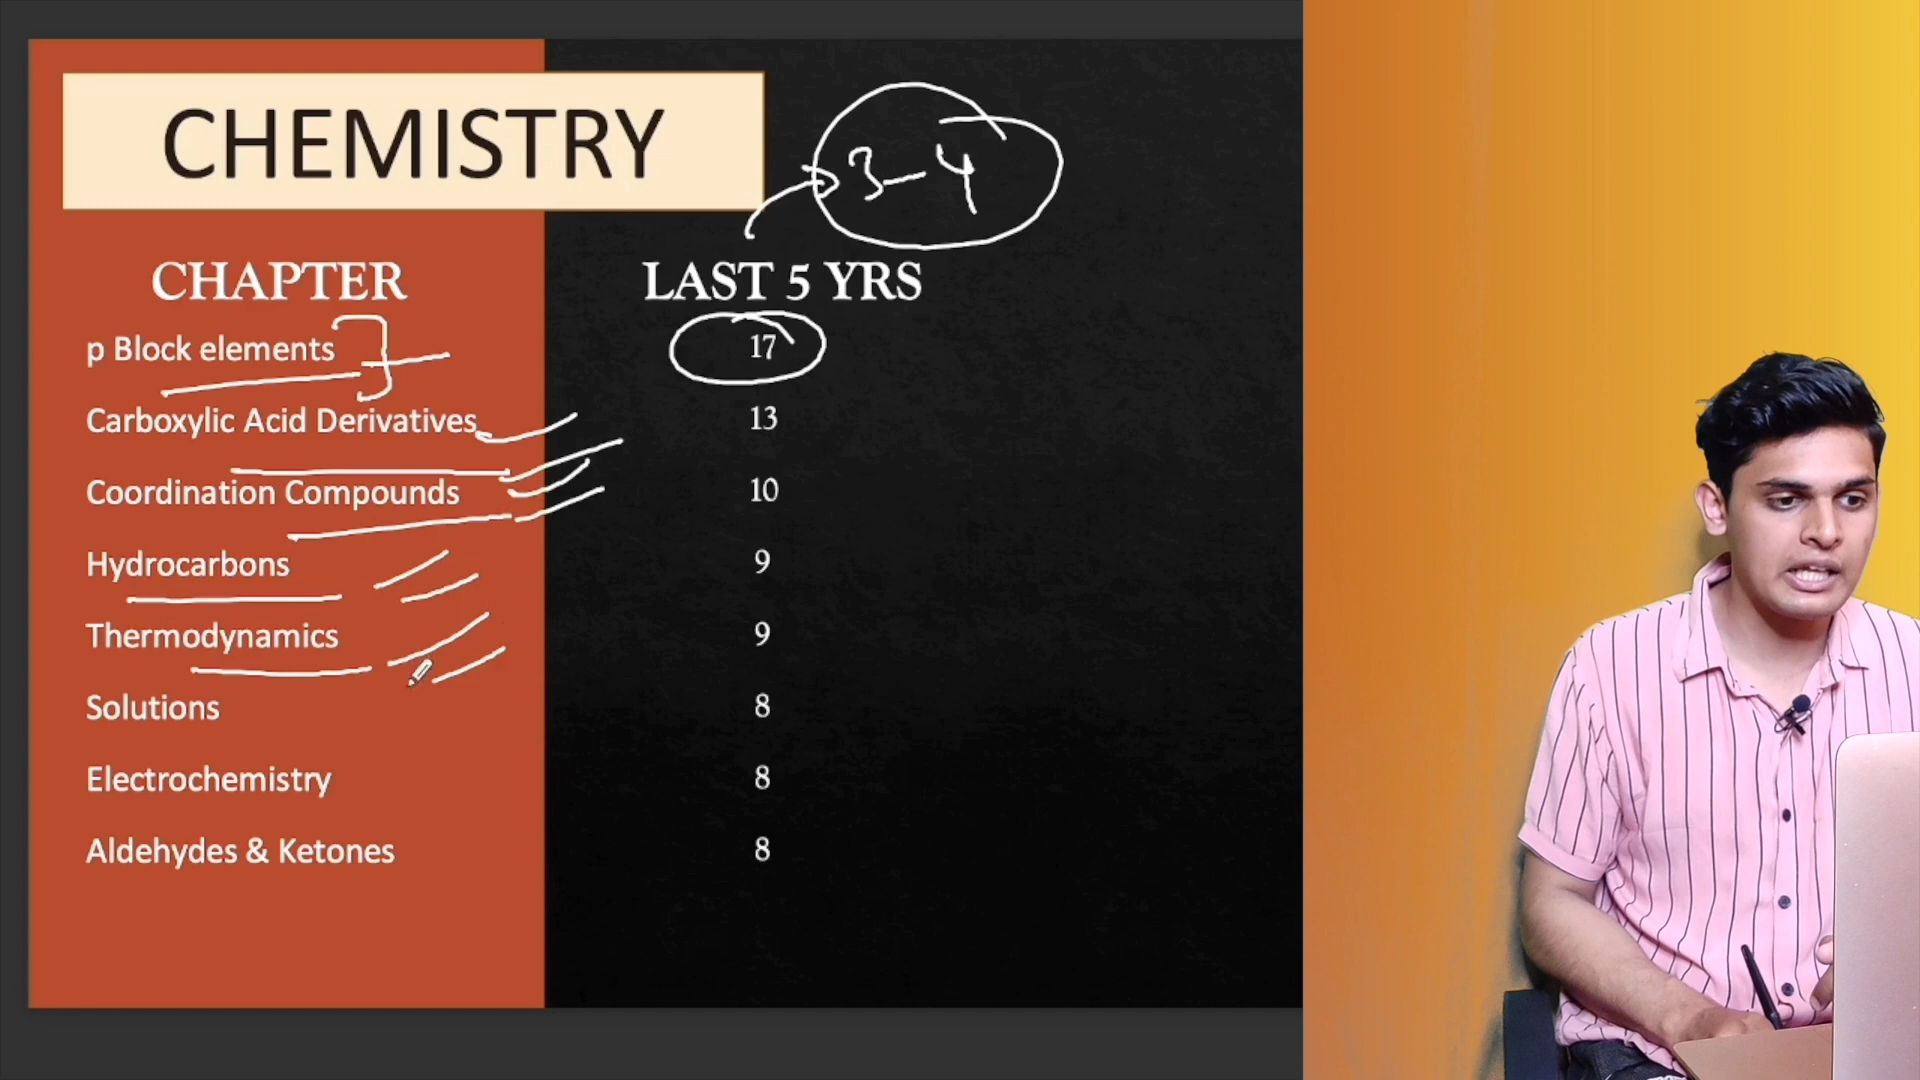 CHEMISTRY
3-4
CHAPTER LAST 5 YRS
p Block elements 17
Carboxylic Acid Derivatives 13
Coordination Compounds 10
Hydrocarbons 9
Thermodynamics 9
Solutions 8
Electrochemistry 8
Aldehydes & Ketones 8